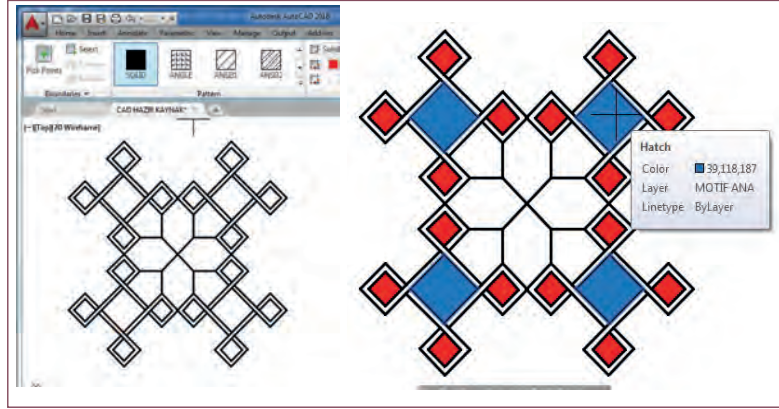 Autodesk AutoCAD 2018
Home Insert Annotate Parametric View Manage Output Add-ins
Select
Pick Points
SOLID ANGLE ANSI31 ANSI32
Boundaries Pattern
Start CAD HAZIR KAYNAK*
[-][Top][2D Wireframe]
Hatch
Color 39,118,187
Layer MOTIF ANA
Linetype ByLayer